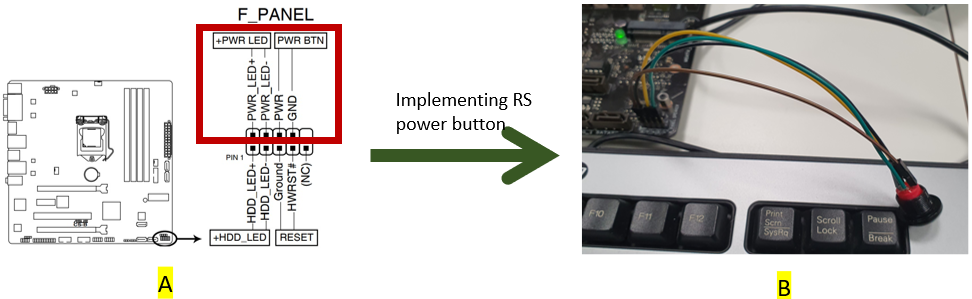 F_PANEL
+PWR LED
PWR BTN
PWR_LED+
PWR_LED-
PWR
GND
PIN 1
HDD_LED+
HDD_LED-
Ground
HWRST#
(NC)
+HDD_LED
RESET
A
Implementing RS
power button
F10
F11
F12
Print
Scrn
SysRq
Scroll
Lock
Pause
Break
B